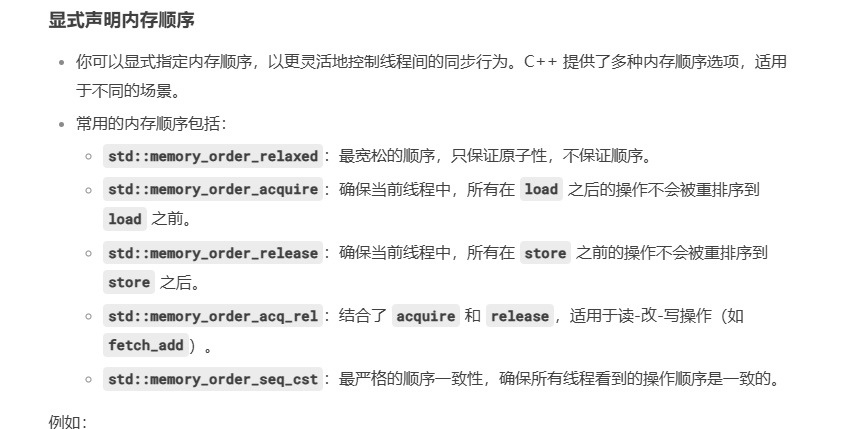 显式声明内存顺序
你可以显式指定内存顺序，以更灵活地控制线程间的同步行为。C++ 提供了多种内存顺序选项，适用
于不同的场景。
常用的内存顺序包括：
std::memory_order_relaxed：最宽松的顺序，只保证原子性，不保证顺序。
std::memory_order_acquire：确保当前线程中，所有在 load 之后的操作不会被重排序到
load 之前。
std::memory_order_release：确保当前线程中，所有在 store 之前的操作不会被重排序到
store 之后。
std::memory_order_acq_rel：结合了 acquire 和 release，适用于读-改-写操作（如
fetch_add）。
std::memory_order_seq_cst：最严格的顺序一致性，确保所有线程看到的操作顺序是一致的。
例如：